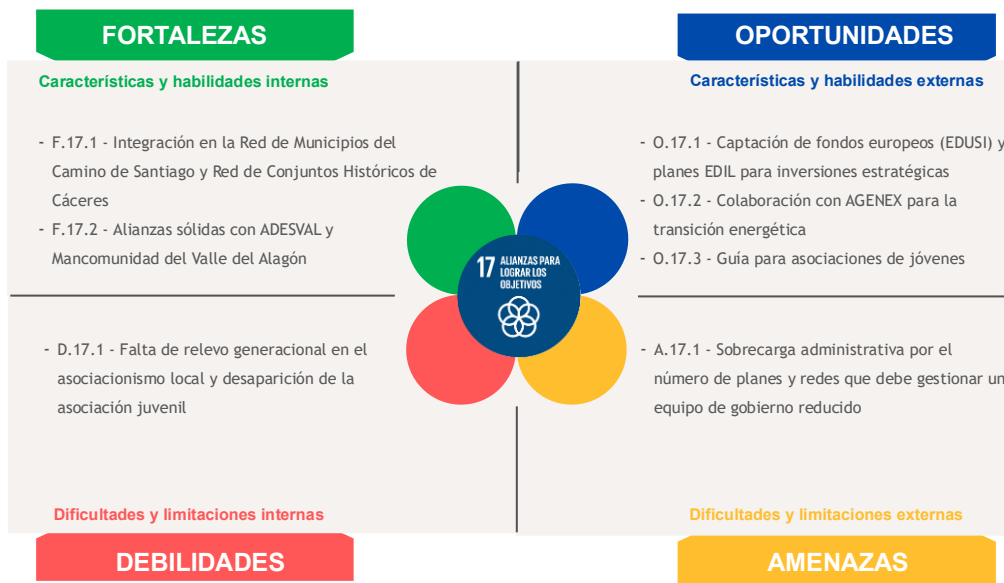 FORTALEZAS
Características y habilidades internas
- F.17.1 - Integración en la Red de Municipios del
Camino de Santiago y Red de Conjuntos Históricos de
Cáceres
- F.17.2 - Alianzas sólidas con ADESVAL y
Mancomunidad del Valle del Alagón
OPORTUNIDADES
Características y habilidades externas
- O.17.1 - Captación de fondos europeos (EDUSI) y
planes EDIL para inversiones estratégicas
- O.17.2 - Colaboración con AGENEX para la
transición energética
- O.17.3 - Guía para asociaciones de jóvenes
17 ALIANZAS PARA
LOGRAR LOS
OBJETIVOS
- D.17.1 - Falta de relevo generacional en el
asociacionismo local y desaparición de la
asociación juvenil
Dificultades y limitaciones internas
DEBILIDADES
- A.17.1 - Sobrecarga administrativa por el
número de planes y redes que debe gestionar un
equipo de gobierno reducido
Dificultades y limitaciones externas
AMENAZAS